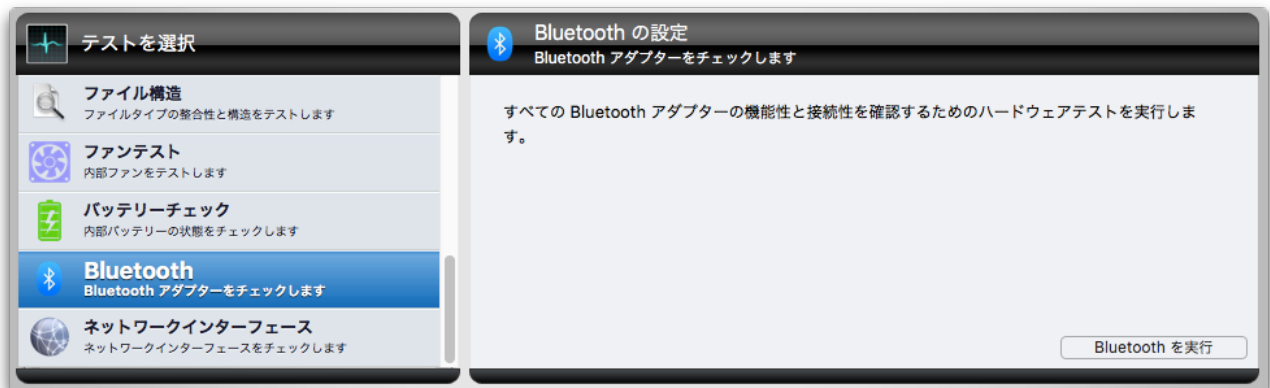 テストを選択
ファイル構造
ファイルタイプの整合性と構造をテストします
ファンテスト
内部ファンをテストします
バッテリーチェック
内部バッテリーの状態をチェックします
Bluetooth
Bluetooth アダプターをチェックします
ネットワークインターフェース
ネットワークインターフェースをチェックします
Bluetooth の設定
Bluetooth アダプターをチェックします
すべての Bluetooth アダプターの機能性と接続性を確認するためのハードウェアテストを実行しま
す。
Bluetooth を実行